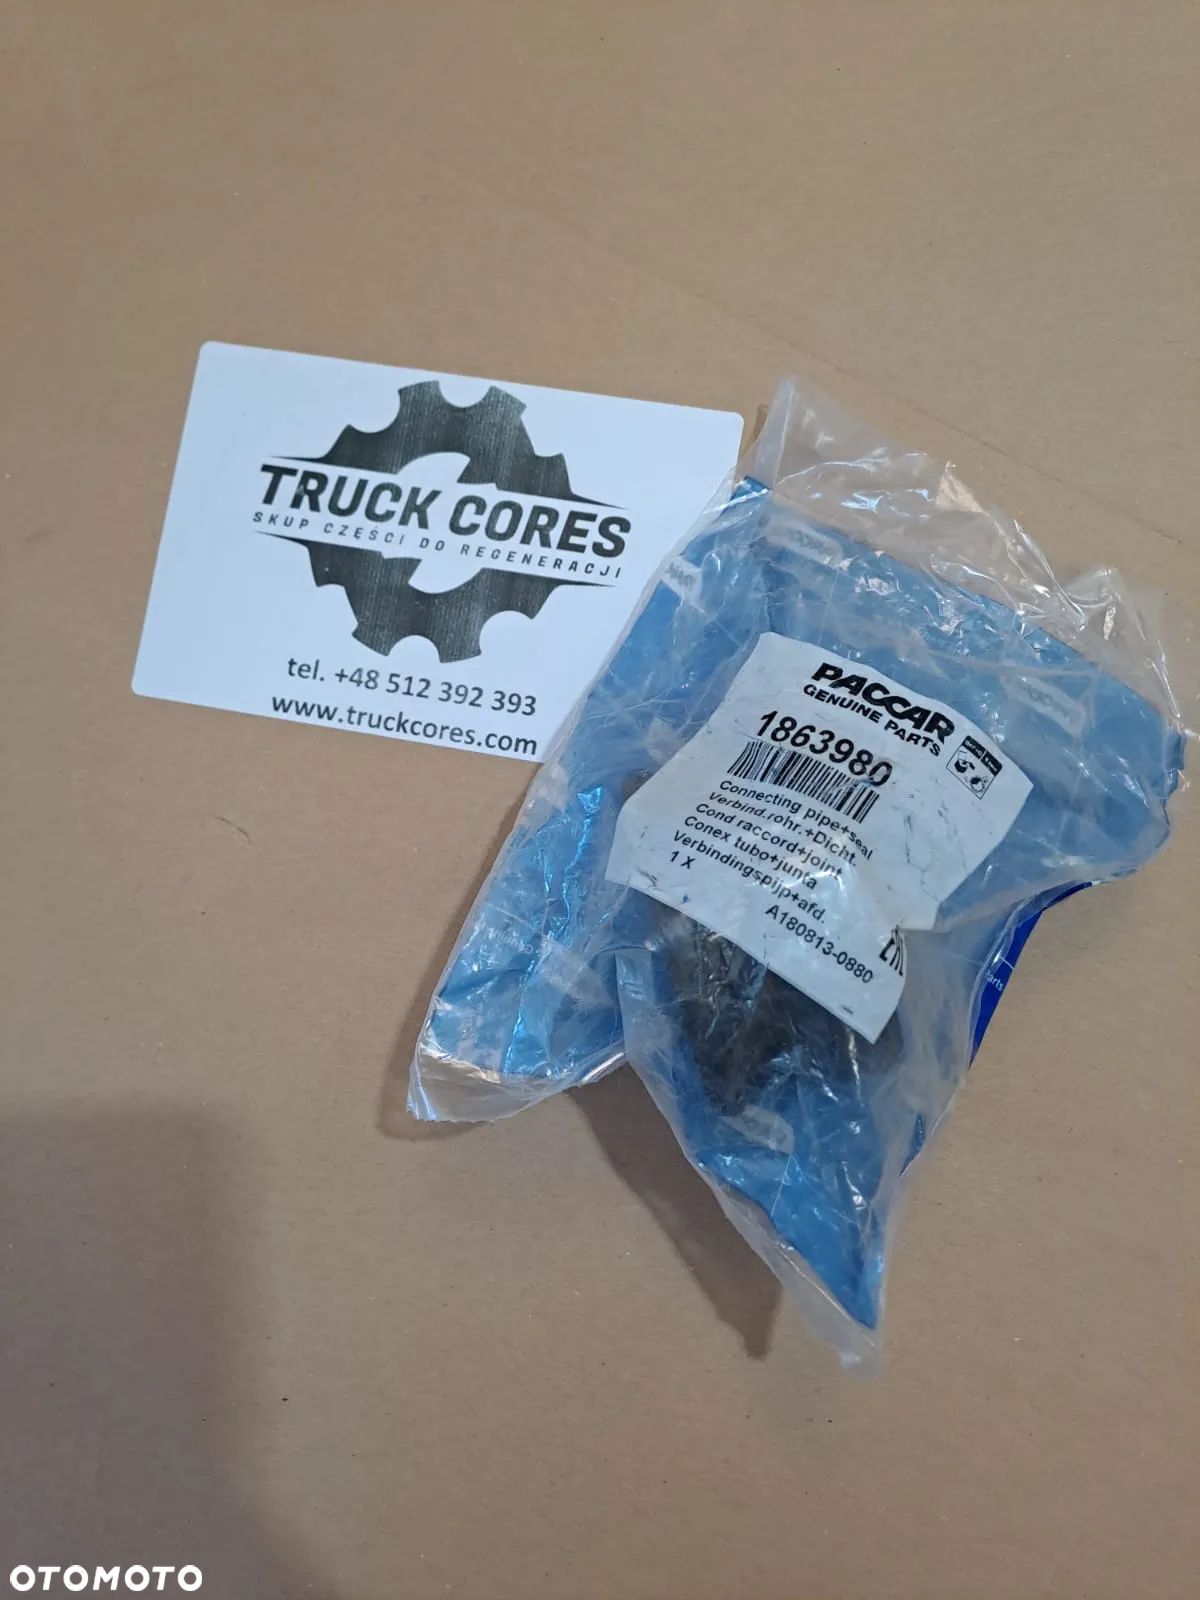 TRUCK CORES
SKUP CZĘŚCI DO REGENERACJI
tel. +48 512 392 393
www.truckcores.com
PACCAR
GENUINE PARTS
1863980
Connecting pipe+seal
Verbind.rohr.+Dicht.
Cond raccord+joint
Conex tubo+junta
Verbindingspijp+afd.
1 X
A180813-0880
Parts
OTOMOTO